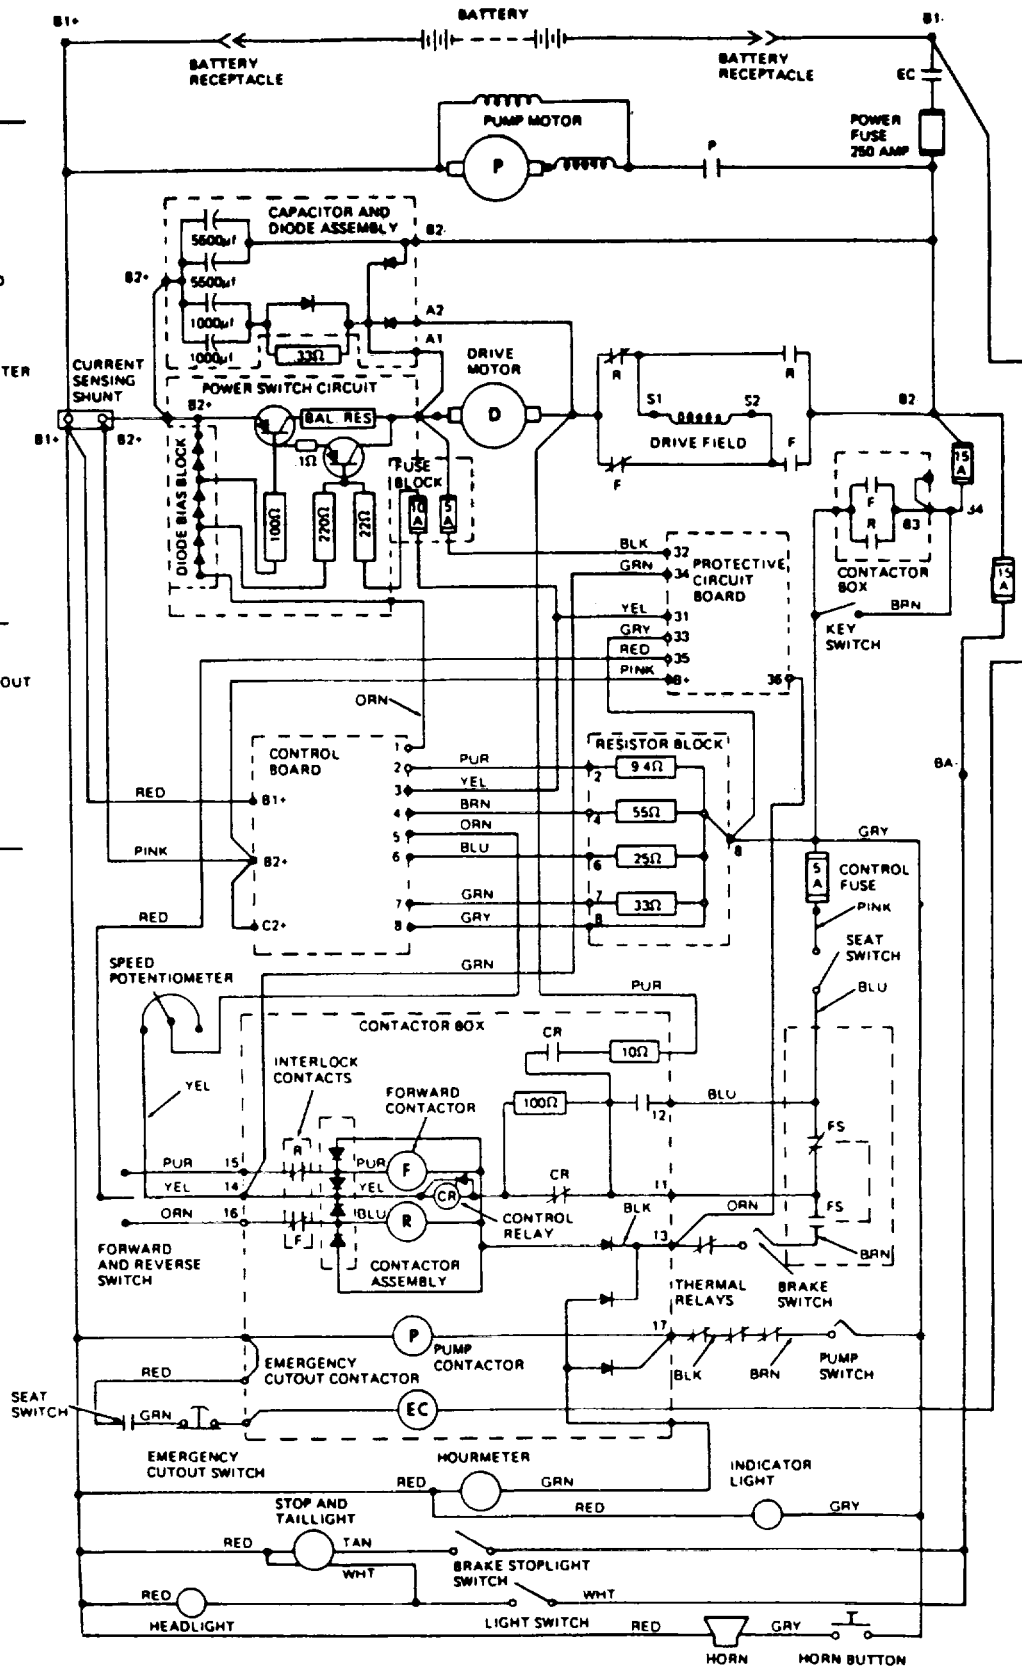 B1+
BATTERY
B1-
BATTERY
RECEPTACLE
BATTERY
RECEPTACLE
EC
PUMP MOTOR
P
P
POWER
FUSE
250 AMP
CAPACITOR AND
DIODE ASSEMBLY
B2-
5500µf
B2+
5500µf
1000µf
1000µf
.33Ω
A2
A1
TER
CURRENT
SENSING
SHUNT
POWER SWITCH CIRCUIT
DRIVE
MOTOR
D
R
R
S1
S2
DRIVE FIELD
F
F
B2-
B1+
B2+
B2+
BAL. RES
.1Ω
DIODE BIAS BLOCK
100Ω
220Ω
22Ω
FUSE
BLOCK
10
A
5
A
15
A
F
R
B3
34
CONTACTOR
BOX
15
A
BRN
KEY
SWITCH
BLK
32
GRN
34
PROTECTIVE
CIRCUIT
BOARD
YEL
31
GRY
33
RED
35
PINK
B+
36
OUT
ORN
CONTROL
BOARD
1
2
3
4
5
6
7
8
PUR
YEL
BRN
ORN
BLU
GRN
GRY
RESISTOR BLOCK
2
9.4Ω
4
55Ω
6
25Ω
7
33Ω
8
8
BA-
RED
B1+
PINK
B2+
RED
C2+
GRY
5
A
CONTROL
FUSE
PINK
SEAT
SWITCH
BLU
SPEED
POTENTIOMETER
GRN
PUR
CONTACTOR BOX
CR
10Ω
INTERLOCK
CONTACTS
YEL
FORWARD
CONTACTOR
100Ω
12
BLU
FS
R
PUR
15
PUR
F
YEL
14
YEL
CR
CR
11
ORN
FS
ORN
16
BLU
R
F
CONTROL
RELAY
BLK
13
BRN
FORWARD
AND REVERSE
SWITCH
CONTACTOR
ASSEMBLY
THERMAL
RELAYS
BRAKE
SWITCH
P
PUMP
CONTACTOR
17
BLK
BRN
PUMP
SWITCH
RED
EMERGENCY
CUTOUT CONTACTOR
SEAT
SWITCH
GRN
EC
EMERGENCY
CUTOUT SWITCH
HOURMETER
RED
GRN
INDICATOR
LIGHT
RED
GRY
STOP AND
TAILLIGHT
RED
TAN
WHT
BRAKE STOPLIGHT
SWITCH
RED
HEADLIGHT
WHT
LIGHT SWITCH
RED
GRY
HORN
HORN BUTTON